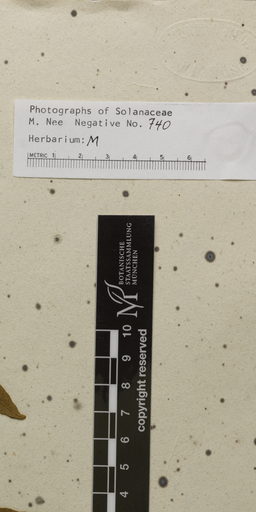 Photographs of Solanaceae
M. Nee Negative No. 740
Herbarium: M
METRIC 1 2 3 4 5 6
BOTANISCHE
STAATSSAMMLUNG
MÜNCHEN
M
copyright reserved
10
9
8
7
6
5
4